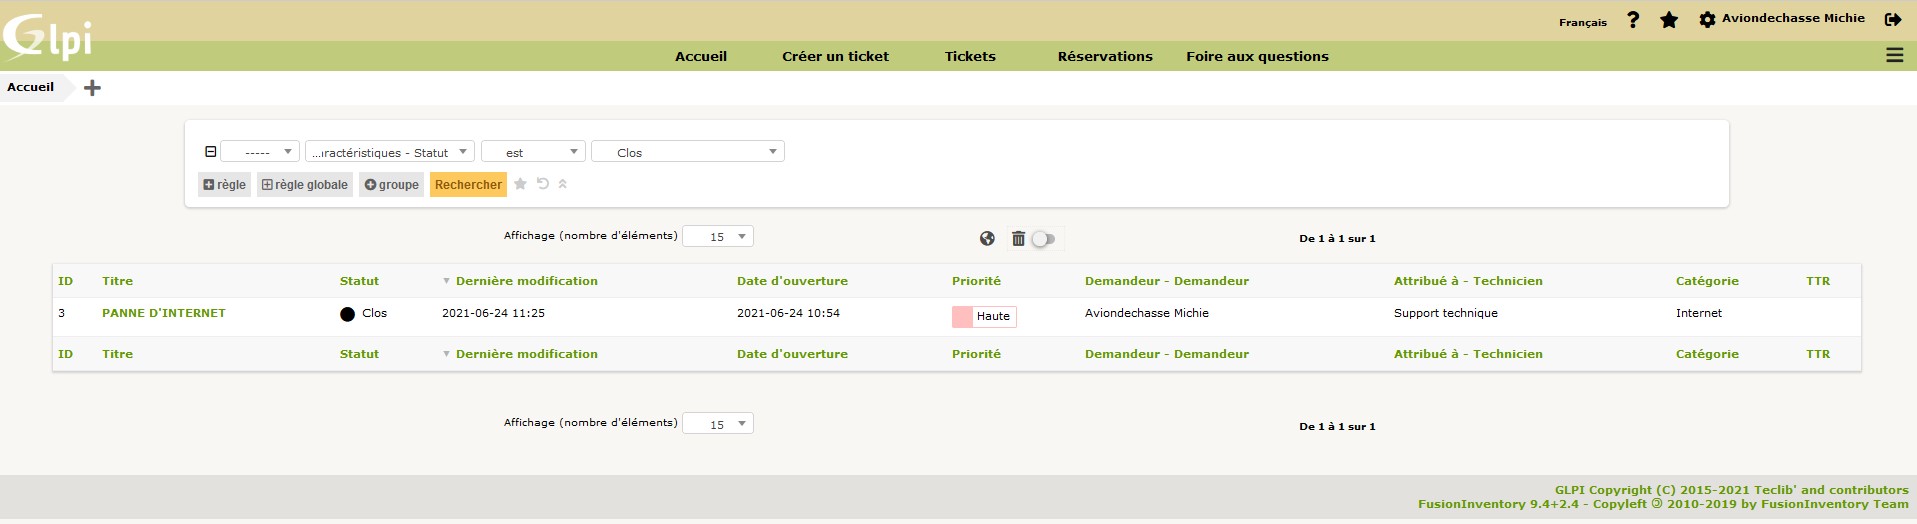 Glpi
Français ? Aviondechasse Michie
Accueil Créer un ticket Tickets Réservations Foire aux questions
Accueil
----- ...aractéristiques - Statut est Clos
règle règle globale groupe Rechercher
Affichage (nombre d'éléments) 15 De 1 à 1 sur 1
ID Titre Statut Dernière modification Date d'ouverture Priorité Demandeur - Demandeur Attribué à - Technicien Catégorie TTR
3 PANNE D'INTERNET Clos 2021-06-24 11:25 2021-06-24 10:54 Haute Aviondechasse Michie Support technique Internet
ID Titre Statut Dernière modification Date d'ouverture Priorité Demandeur - Demandeur Attribué à - Technicien Catégorie TTR
Affichage (nombre d'éléments) 15 De 1 à 1 sur 1
GLPI Copyright (C) 2015-2021 Teclib' and contributors
FusionInventory 9.4+2.4 - Copyleft 🄯 2010-2019 by FusionInventory Team